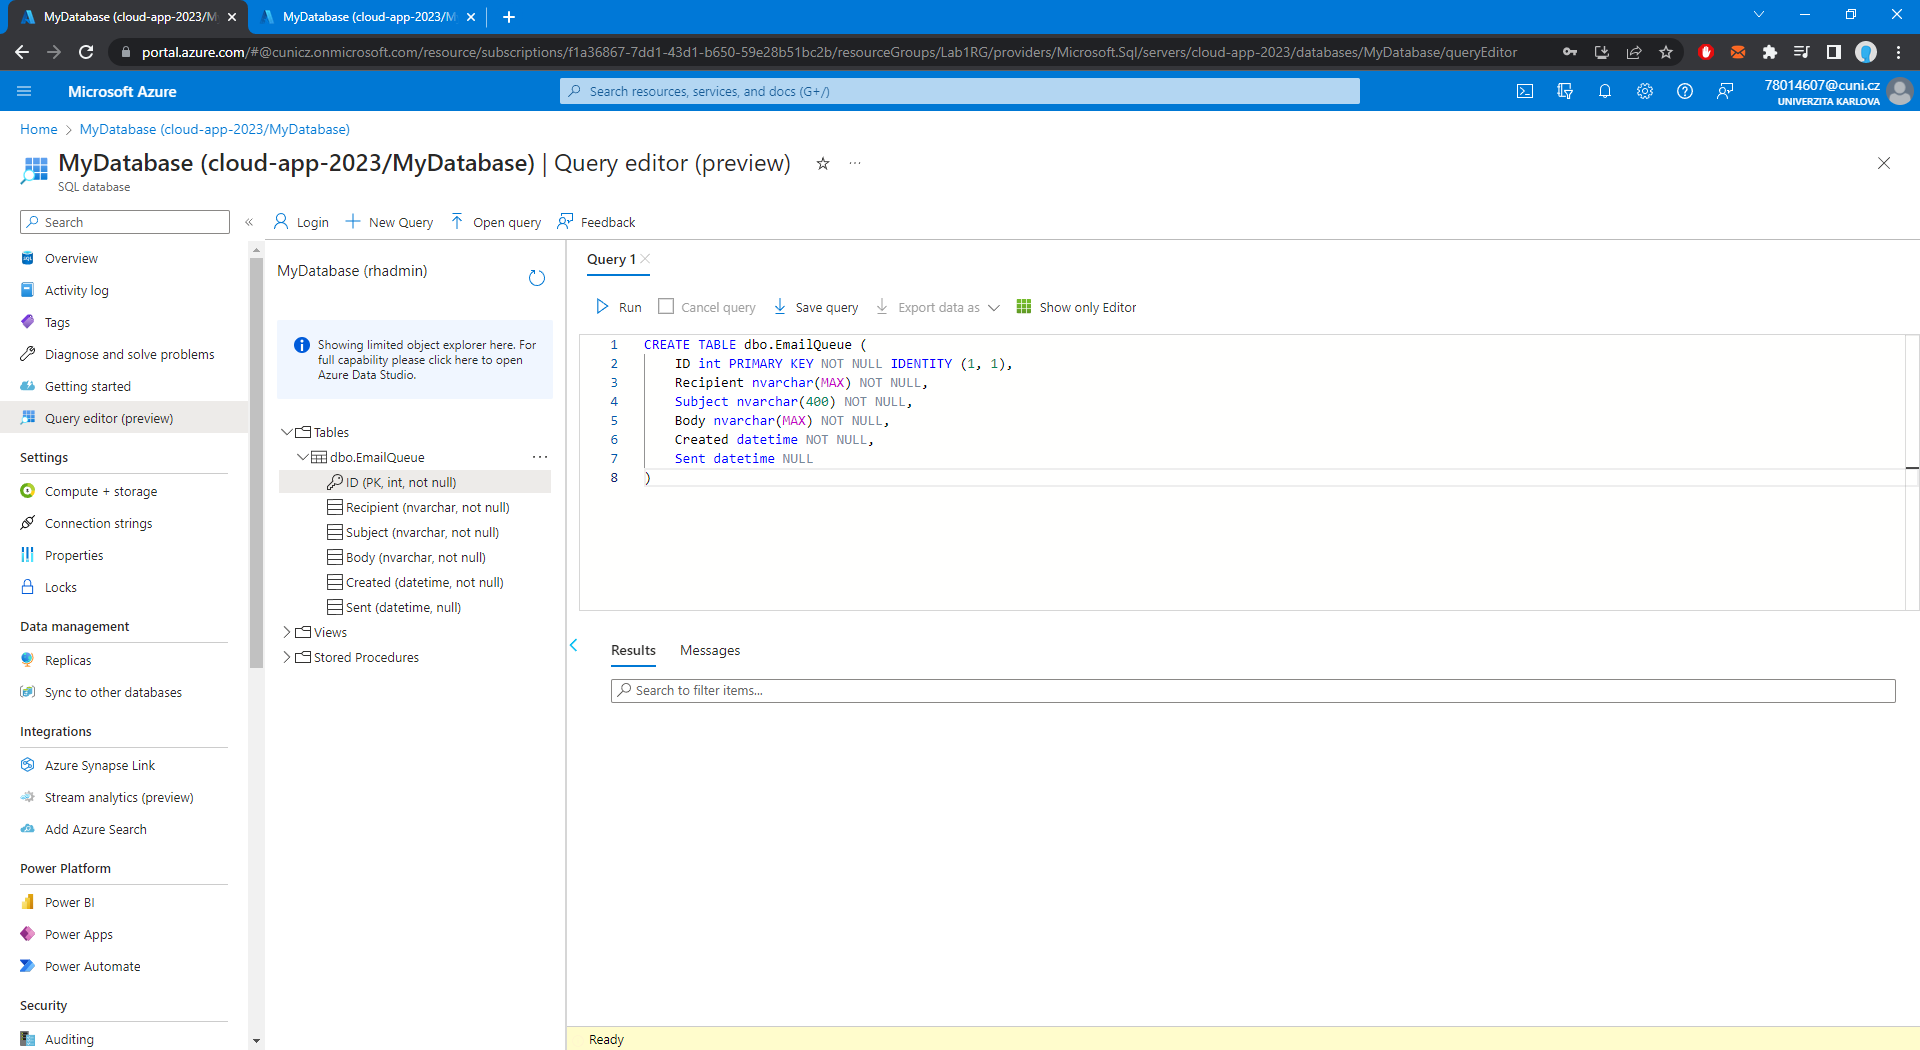 MyDatabase (cloud-app-2023/M
MyDatabase (cloud-app-2023/M
portal.azure.com/#@cunicz.onmicrosoft.com/resource/subscriptions/f1a36867-7dd1-43d1-b650-59e28b51bc2b/resourceGroups/Lab1RG/providers/Microsoft.Sql/servers/cloud-app-2023/databases/MyDatabase/queryEditor
Microsoft Azure
Search resources, services, and docs (G+/)
78014607@cuni.cz
UNIVERZITA KARLOVA
Home > MyDatabase (cloud-app-2023/MyDatabase)
MyDatabase (cloud-app-2023/MyDatabase) | Query editor (preview)
SQL database
Search
Login
New Query
Open query
Feedback
Overview
Activity log
Tags
Diagnose and solve problems
Getting started
Query editor (preview)
Settings
Compute + storage
Connection strings
Properties
Locks
Data management
Replicas
Sync to other databases
Integrations
Azure Synapse Link
Stream analytics (preview)
Add Azure Search
Power Platform
Power BI
Power Apps
Power Automate
Security
Auditing
MyDatabase (rhadmin)
Showing limited object explorer here. For
full capability please click here to open
Azure Data Studio.
Tables
dbo.EmailQueue
ID (PK, int, not null)
Recipient (nvarchar, not null)
Subject (nvarchar, not null)
Body (nvarchar, not null)
Created (datetime, not null)
Sent (datetime, null)
Views
Stored Procedures
Query 1
Run
Cancel query
Save query
Export data as
Show only Editor
1 CREATE TABLE dbo.EmailQueue (
2 ID int PRIMARY KEY NOT NULL IDENTITY (1, 1),
3 Recipient nvarchar(MAX) NOT NULL,
4 Subject nvarchar(400) NOT NULL,
5 Body nvarchar(MAX) NOT NULL,
6 Created datetime NOT NULL,
7 Sent datetime NULL
8 )
Results
Messages
Search to filter items...
Ready